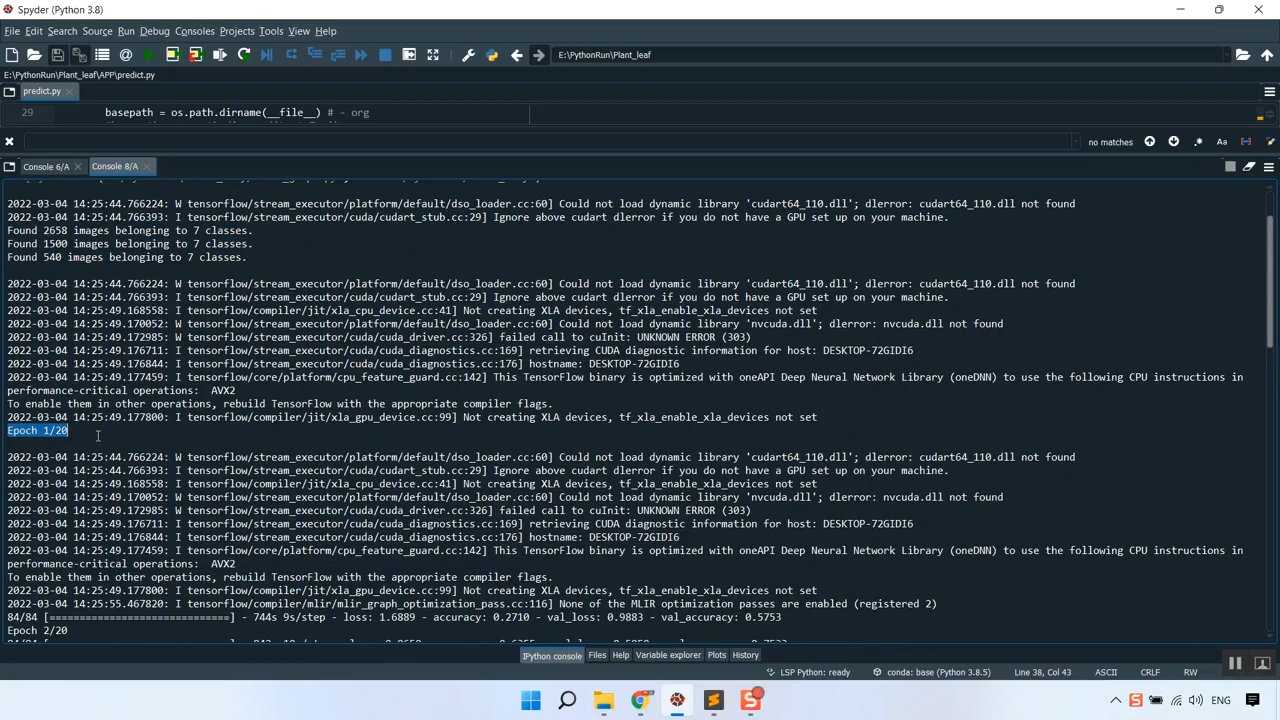 Spyder (Python 3.8)
File Edit Search Source Run Debug Consoles Projects Tools View Help
E:\PythonRun\Plant_leaf
E:\PythonRun\Plant_leaf\APP\predict.py
predict.py
29 basepath = os.path.dirname(__file__) # - org
no matches
Console 6/A Console 8/A
2022-03-04 14:25:44.766224: W tensorflow/stream_executor/platform/default/dso_loader.cc:60] Could not load dynamic library 'cudart64_110.dll'; dlerror: cudart64_110.dll not found
2022-03-04 14:25:44.766393: I tensorflow/stream_executor/cuda/cudart_stub.cc:29] Ignore above cudart dlerror if you do not have a GPU set up on your machine.
Found 2658 images belonging to 7 classes.
Found 1500 images belonging to 7 classes.
Found 540 images belonging to 7 classes.
2022-03-04 14:25:44.766224: W tensorflow/stream_executor/platform/default/dso_loader.cc:60] Could not load dynamic library 'cudart64_110.dll'; dlerror: cudart64_110.dll not found
2022-03-04 14:25:44.766393: I tensorflow/stream_executor/cuda/cudart_stub.cc:29] Ignore above cudart dlerror if you do not have a GPU set up on your machine.
2022-03-04 14:25:49.168558: I tensorflow/compiler/jit/xla_cpu_device.cc:41] Not creating XLA devices, tf_xla_enable_xla_devices not set
2022-03-04 14:25:49.170052: W tensorflow/stream_executor/platform/default/dso_loader.cc:60] Could not load dynamic library 'nvcuda.dll'; dlerror: nvcuda.dll not found
2022-03-04 14:25:49.172985: W tensorflow/stream_executor/cuda/cuda_driver.cc:326] failed call to cuInit: UNKNOWN ERROR (303)
2022-03-04 14:25:49.176711: I tensorflow/stream_executor/cuda/cuda_diagnostics.cc:169] retrieving CUDA diagnostic information for host: DESKTOP-72GIDI6
2022-03-04 14:25:49.176844: I tensorflow/stream_executor/cuda/cuda_diagnostics.cc:176] hostname: DESKTOP-72GIDI6
2022-03-04 14:25:49.177459: I tensorflow/core/platform/cpu_feature_guard.cc:142] This TensorFlow binary is optimized with oneAPI Deep Neural Network Library (oneDNN) to use the following CPU instructions in
performance-critical operations:  AVX2
To enable them in other operations, rebuild TensorFlow with the appropriate compiler flags.
2022-03-04 14:25:49.177800: I tensorflow/compiler/jit/xla_gpu_device.cc:99] Not creating XLA devices, tf_xla_enable_xla_devices not set
Epoch 1/20
2022-03-04 14:25:44.766224: W tensorflow/stream_executor/platform/default/dso_loader.cc:60] Could not load dynamic library 'cudart64_110.dll'; dlerror: cudart64_110.dll not found
2022-03-04 14:25:44.766393: I tensorflow/stream_executor/cuda/cudart_stub.cc:29] Ignore above cudart dlerror if you do not have a GPU set up on your machine.
2022-03-04 14:25:49.168558: I tensorflow/compiler/jit/xla_cpu_device.cc:41] Not creating XLA devices, tf_xla_enable_xla_devices not set
2022-03-04 14:25:49.170052: W tensorflow/stream_executor/platform/default/dso_loader.cc:60] Could not load dynamic library 'nvcuda.dll'; dlerror: nvcuda.dll not found
2022-03-04 14:25:49.172985: W tensorflow/stream_executor/cuda/cuda_driver.cc:326] failed call to cuInit: UNKNOWN ERROR (303)
2022-03-04 14:25:49.176711: I tensorflow/stream_executor/cuda/cuda_diagnostics.cc:169] retrieving CUDA diagnostic information for host: DESKTOP-72GIDI6
2022-03-04 14:25:49.176844: I tensorflow/stream_executor/cuda/cuda_diagnostics.cc:176] hostname: DESKTOP-72GIDI6
2022-03-04 14:25:49.177459: I tensorflow/core/platform/cpu_feature_guard.cc:142] This TensorFlow binary is optimized with oneAPI Deep Neural Network Library (oneDNN) to use the following CPU instructions in
performance-critical operations:  AVX2
To enable them in other operations, rebuild TensorFlow with the appropriate compiler flags.
2022-03-04 14:25:49.177800: I tensorflow/compiler/jit/xla_gpu_device.cc:99] Not creating XLA devices, tf_xla_enable_xla_devices not set
2022-03-04 14:25:55.467820: I tensorflow/compiler/mlir/mlir_graph_optimization_pass.cc:116] None of the MLIR optimization passes are enabled (registered 2)
84/84 [==============================] - 744s 9s/step - loss: 1.6889 - accuracy: 0.2710 - val_loss: 0.9883 - val_accuracy: 0.5753
Epoch 2/20
IPython console Files Help Variable explorer Plots History
LSP Python: ready conda: base (Python 3.8.5) Line 38, Col 43 ASCII CRLF RW
ENG